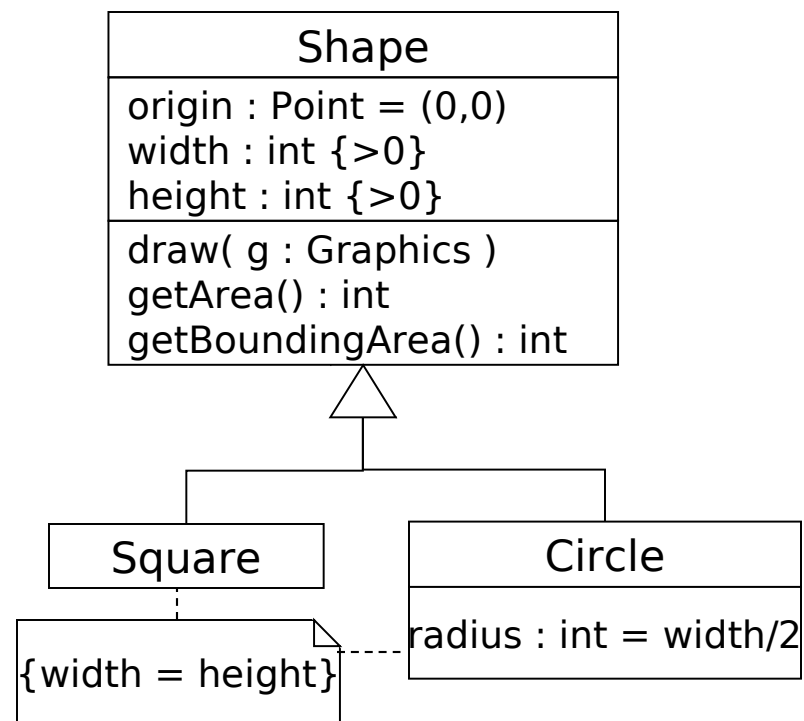 Shape
origin : Point = (0,0)
width : int {>0}
height : int {>0}
draw( g : Graphics )
getArea() : int
getBoundingArea() : int
Square
Circle
radius : int = width/2
{width = height}